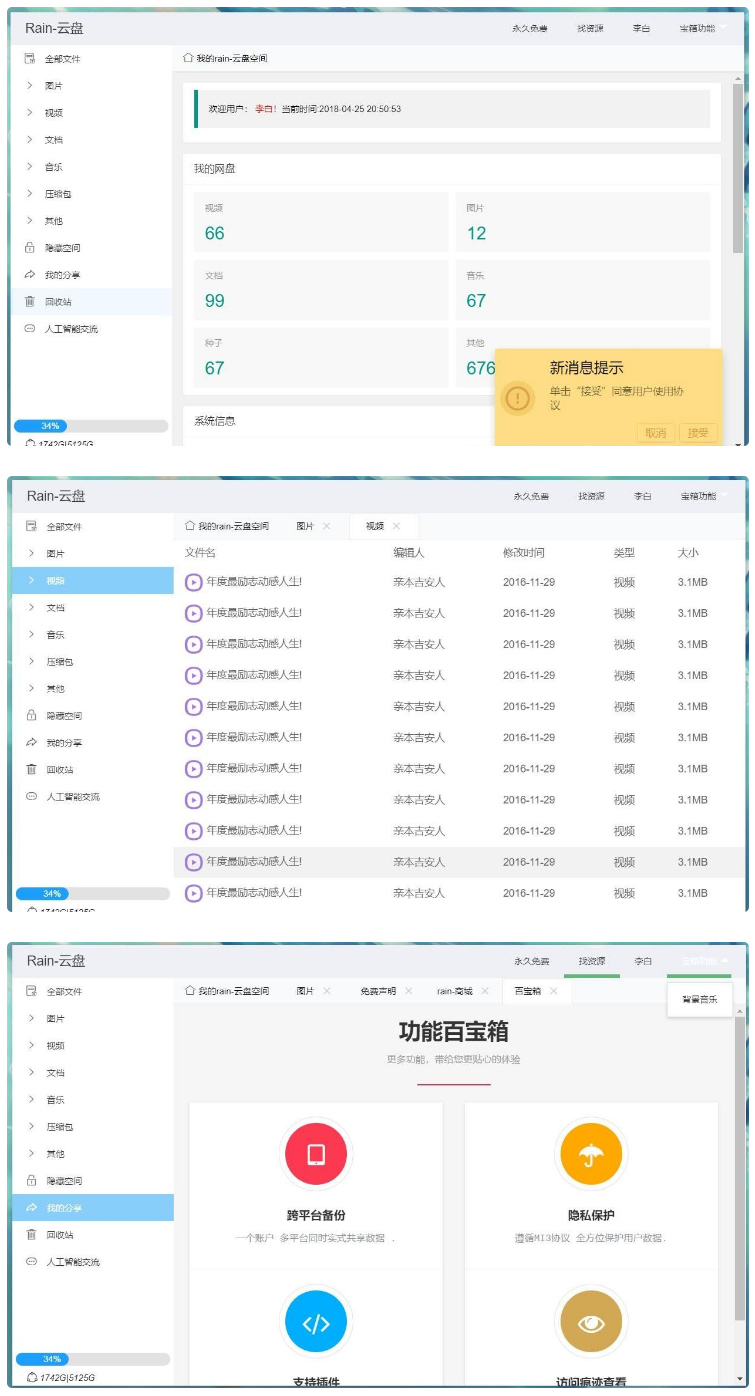 Rain-云盘
永久免费 找资源 李白 宝箱功能
全部文件
图片
视频
文档
音乐
压缩包
其他
隐藏空间
我的分享
回收站
人工智能交流
34%
1742G|5125G
我的rain-云盘空间
欢迎用户： 李白! 当前时间:2018-04-25 20:50:53
我的网盘
视频 图片
66 12
文档 音乐
99 67
种子 其他
67 676
系统信息
新消息提示
单击“接受”同意用户使用协
议
取消 接受
Rain-云盘
永久免费 找资源 李白 宝箱功能
全部文件
图片
视频
文档
音乐
压缩包
其他
隐藏空间
我的分享
回收站
人工智能交流
34%
1742G|5125G
我的rain-云盘空间 图片 视频
文件名 编辑人 修改时间 类型 大小
年度最励志动感人生! 亲本吉安人 2016-11-29 视频 3.1MB
年度最励志动感人生! 亲本吉安人 2016-11-29 视频 3.1MB
年度最励志动感人生! 亲本吉安人 2016-11-29 视频 3.1MB
年度最励志动感人生! 亲本吉安人 2016-11-29 视频 3.1MB
年度最励志动感人生! 亲本吉安人 2016-11-29 视频 3.1MB
年度最励志动感人生! 亲本吉安人 2016-11-29 视频 3.1MB
年度最励志动感人生! 亲本吉安人 2016-11-29 视频 3.1MB
年度最励志动感人生! 亲本吉安人 2016-11-29 视频 3.1MB
年度最励志动感人生! 亲本吉安人 2016-11-29 视频 3.1MB
年度最励志动感人生! 亲本吉安人 2016-11-29 视频 3.1MB
年度最励志动感人生! 亲本吉安人 2016-11-29 视频 3.1MB
Rain-云盘
永久免费 找资源 李白 宝箱功能
背景音乐
全部文件
图片
视频
文档
音乐
压缩包
其他
隐藏空间
我的分享
回收站
人工智能交流
34%
1742G|5125G
我的rain-云盘空间 图片 免费声明 rain-商城 百宝箱
功能百宝箱
更多功能，带给您更贴心的体验
跨平台备份
一个账户 多平台同时实式共享数据 .
隐私保护
遵循MI3协议 全方位保护用户数据.
支持插件
访问痕迹查看